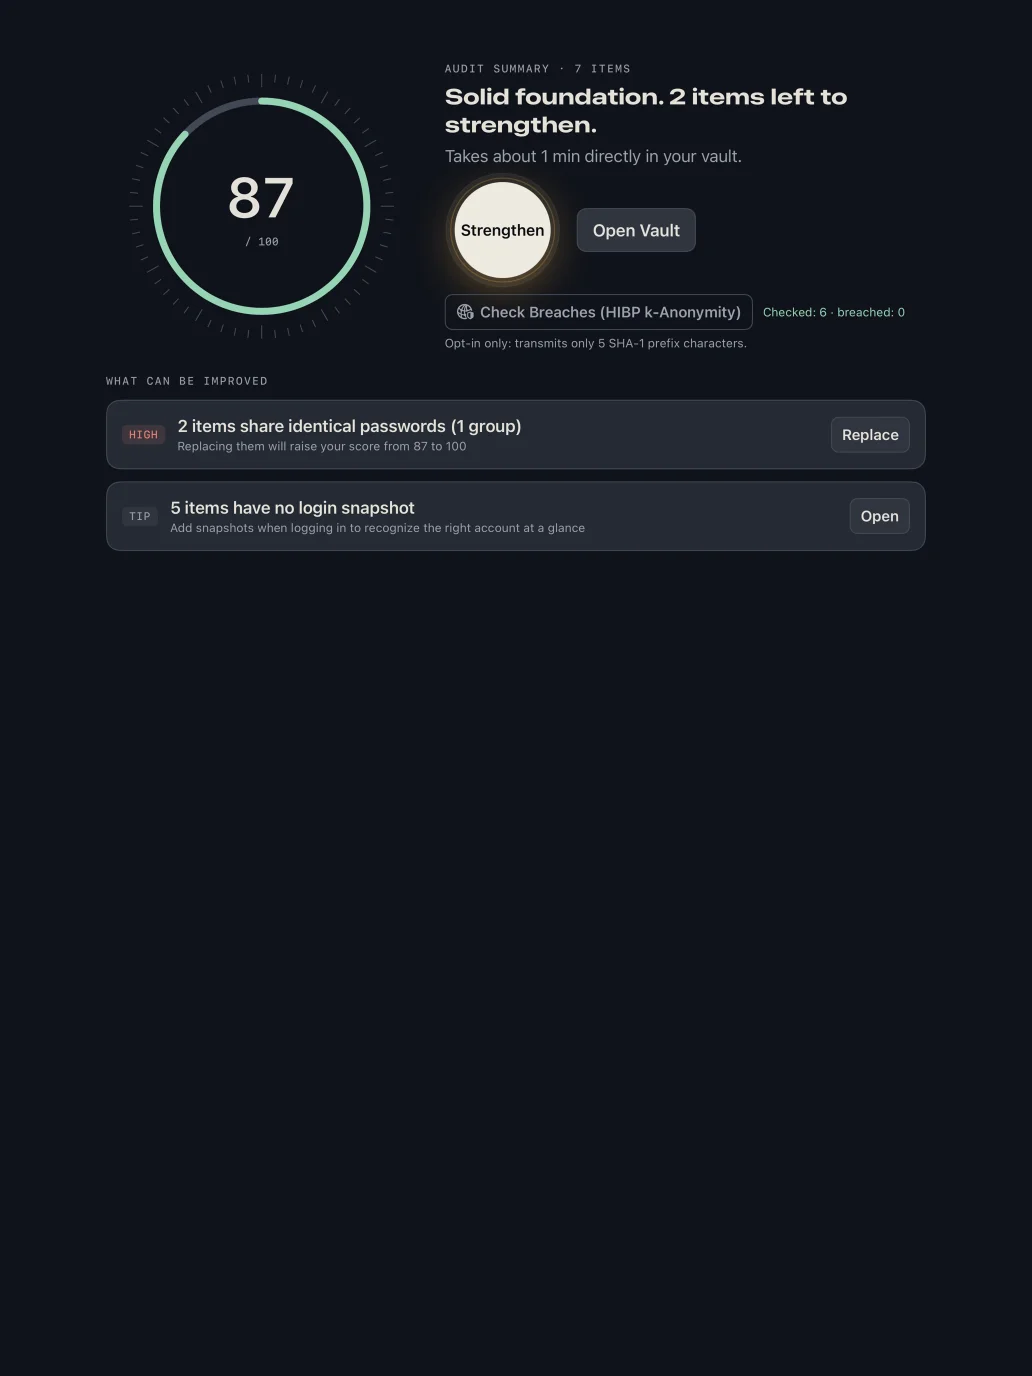 87
/ 100
AUDIT SUMMARY · 7 ITEMS
Solid foundation. 2 items left to
strengthen.
Takes about 1 min directly in your vault.
Strengthen
Open Vault
Check Breaches (HIBP k-Anonymity)
Checked: 6 · breached: 0
Opt-in only: transmits only 5 SHA-1 prefix characters.
WHAT CAN BE IMPROVED
HIGH
2 items share identical passwords (1 group)
Replacing them will raise your score from 87 to 100
Replace
TIP
5 items have no login snapshot
Add snapshots when logging in to recognize the right account at a glance
Open